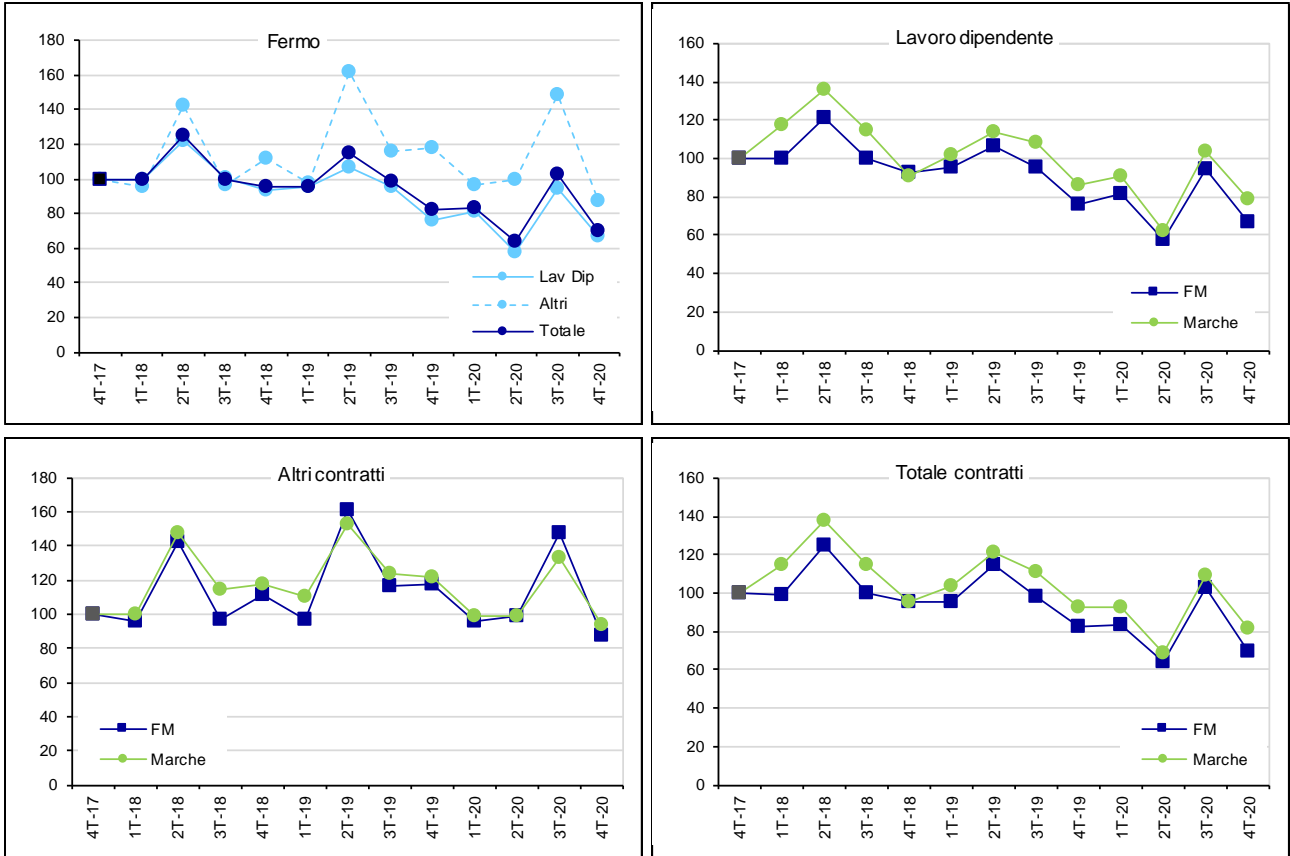 Fermo
180
160
140
120
100
80
60
40
20
0
Lav Dip
Altri
Totale
4T-17
1T-18
2T-18
3T-18
4T-18
1T-19
2T-19
3T-19
4T-19
1T-20
2T-20
3T-20
4T-20
Lavoro dipendente
160
140
120
100
80
60
40
20
0
FM
Marche
4T-17
1T-18
2T-18
3T-18
4T-18
1T-19
2T-19
3T-19
4T-19
1T-20
2T-20
3T-20
4T-20
Altri contratti
180
160
140
120
100
80
60
40
20
0
FM
Marche
4T-17
1T-18
2T-18
3T-18
4T-18
1T-19
2T-19
3T-19
4T-19
1T-20
2T-20
3T-20
4T-20
Totale contratti
160
140
120
100
80
60
40
20
0
FM
Marche
4T-17
1T-18
2T-18
3T-18
4T-18
1T-19
2T-19
3T-19
4T-19
1T-20
2T-20
3T-20
4T-20